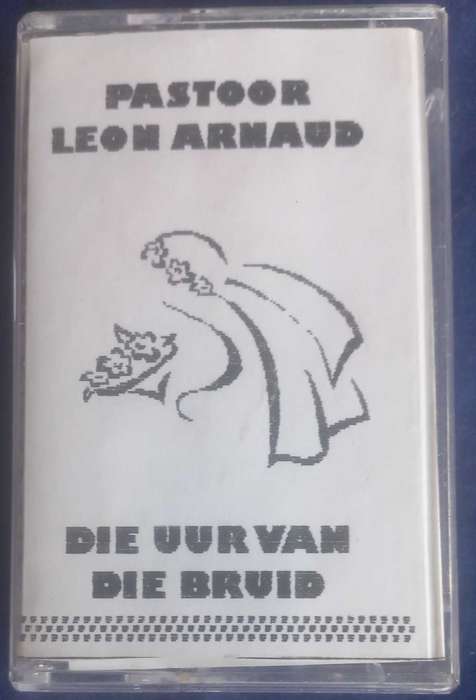 PASTOOR
LEON ARNAUD
DIE UUR VAN
DIE BRUID